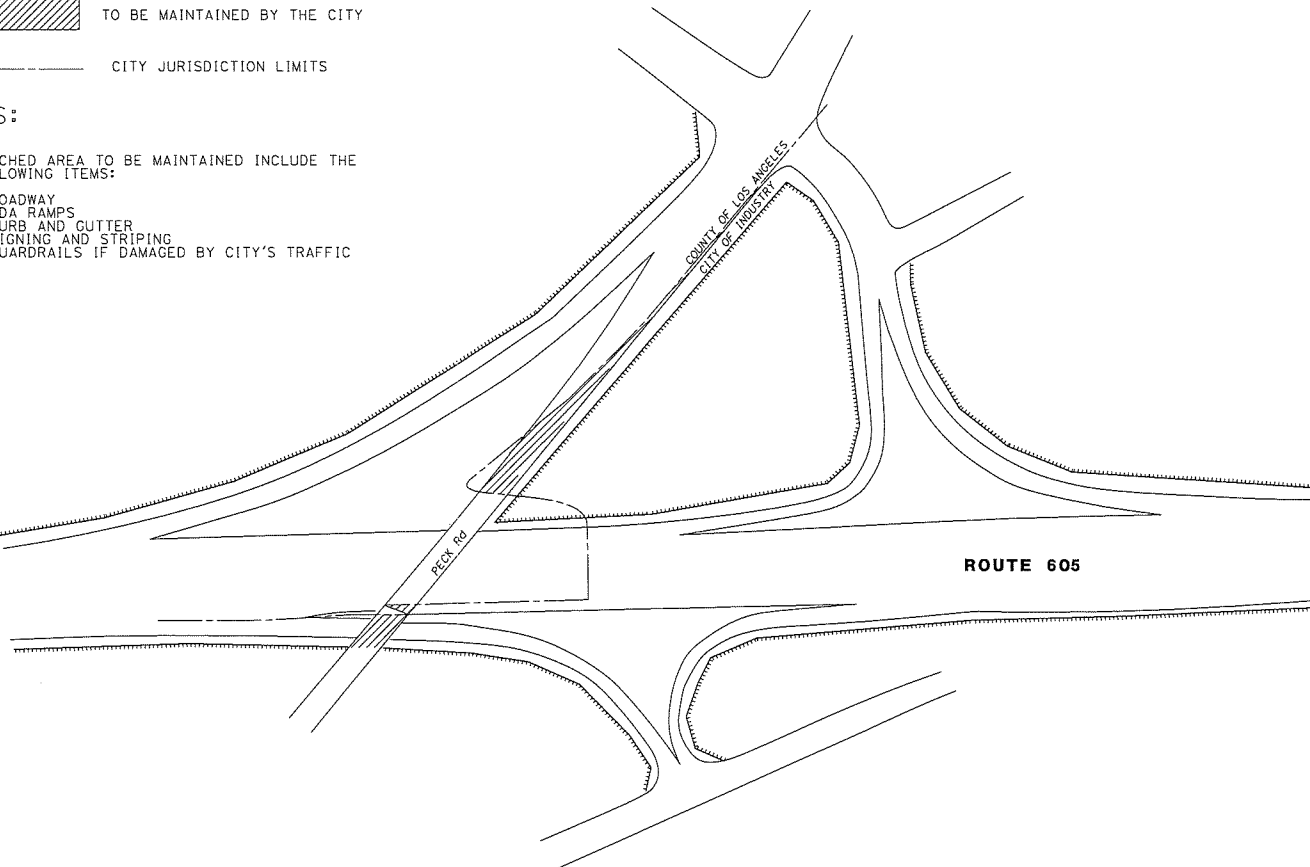 TO BE MAINTAINED BY THE CITY
CITY JURISDICTION LIMITS
S:
CHED AREA TO BE MAINTAINED INCLUDE THE
LOWING ITEMS:
OADWAY
DA RAMPS
URB AND GUTTER
IGNING AND STRIPING
UARDRAILS IF DAMAGED BY CITY'S TRAFFIC
COUNTY OF LOS ANGELES
CITY OF INDUSTRY
PECK Rd
ROUTE 605